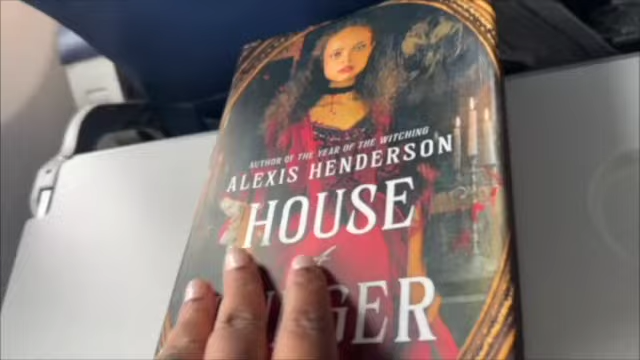 AUTHOR OF THE YEAR OF THE WITCHING
ALEXIS HENDERSON
HOUSE